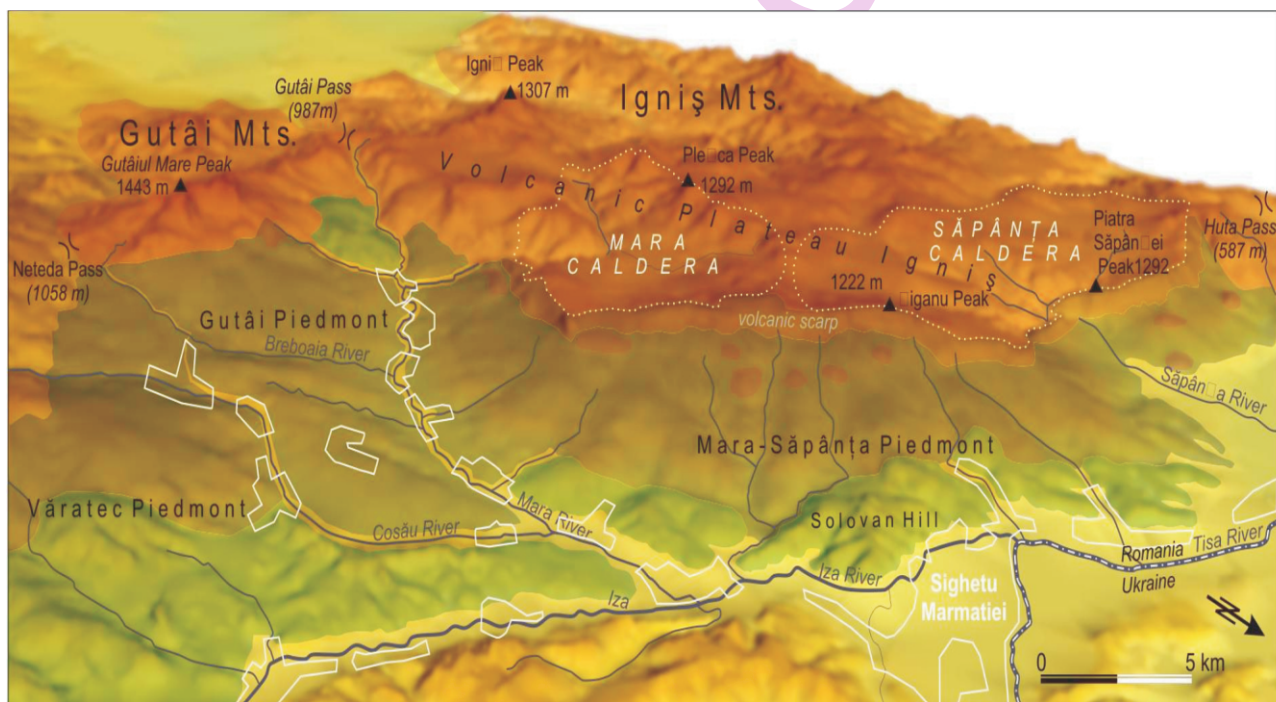 Igni□ Peak
1307 m
Gutâi Pass
(987m)
Igniş Mts.
Gutâi Mts.
Gutâiul Mare Peak
1443 m
Ple□ca Peak
1292 m
Volcanic Plateau Igniş
MARA
CALDERA
SĂPÂNȚA
CALDERA
Piatra
Săpân□ei
Peak1292
Huta Pass
(587 m)
Neteda Pass
(1058 m)
1222 m
□iganu Peak
volcanic scarp
Gutâi Piedmont
Breboaia River
Săpân□a River
Mara-Săpânța Piedmont
Văratec Piedmont
Cosău River
Mara River
Solovan Hill
Iza River
Iza
Romania
Tisa River
Ukraine
Sighetu
Marmatiei
0 5 km